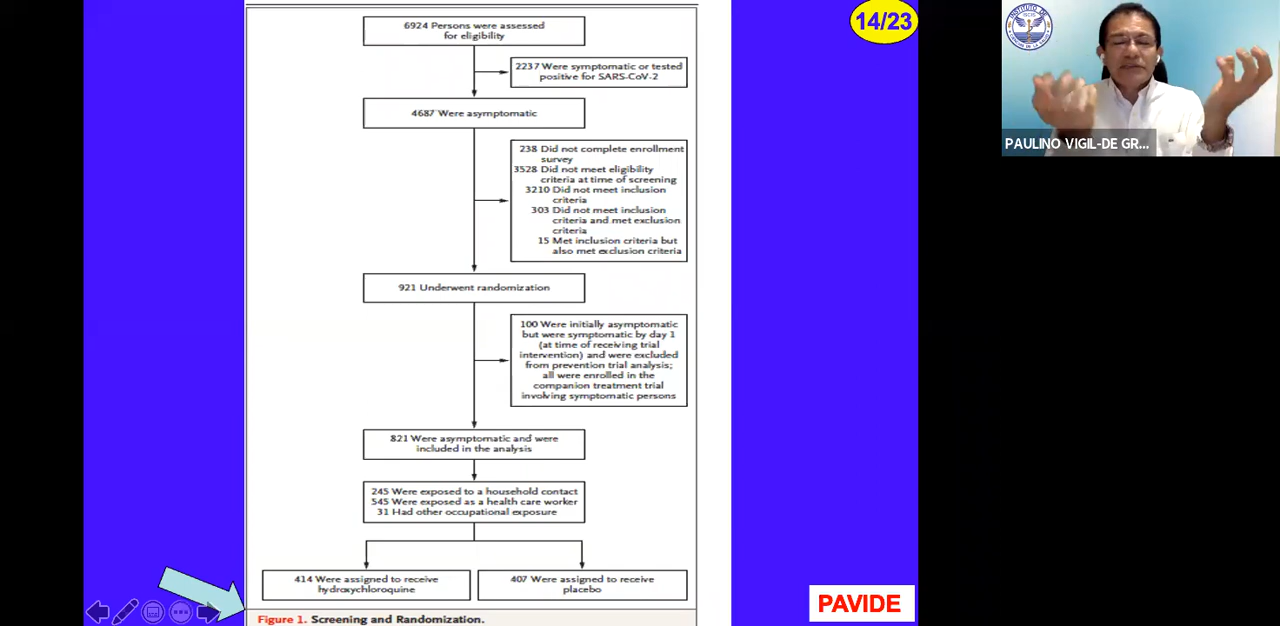 14/23
6924 Persons were assessed
for eligibility
2237 Were symptomatic or tested
positive for SARS-CoV-2
4687 Were asymptomatic
238 Did not complete enrollment
survey
3528 Did not meet eligibility
criteria at time of screening
3210 Did not meet inclusion
criteria
303 Did not meet inclusion
criteria and met exclusion
criteria
15 Met inclusion criteria but
also met exclusion criteria
921 Underwent randomization
100 Were initially asymptomatic
but were symptomatic by day 1
(at time of receiving trial
intervention) and were excluded
from prevention trial analysis;
all were enrolled in the
companion treatment trial
involving symptomatic persons
821 Were asymptomatic and were
included in the analysis
245 Were exposed to a household contact
545 Were exposed as a health care worker
31 Had other occupational exposure
414 Were assigned to receive
hydroxychloroquine
407 Were assigned to receive
placebo
Figure 1. Screening and Randomization.
PAVIDE
INSTITUTO DE
CIENCIAS DE LA SALUD
PAULINO VIGIL-DE GR...